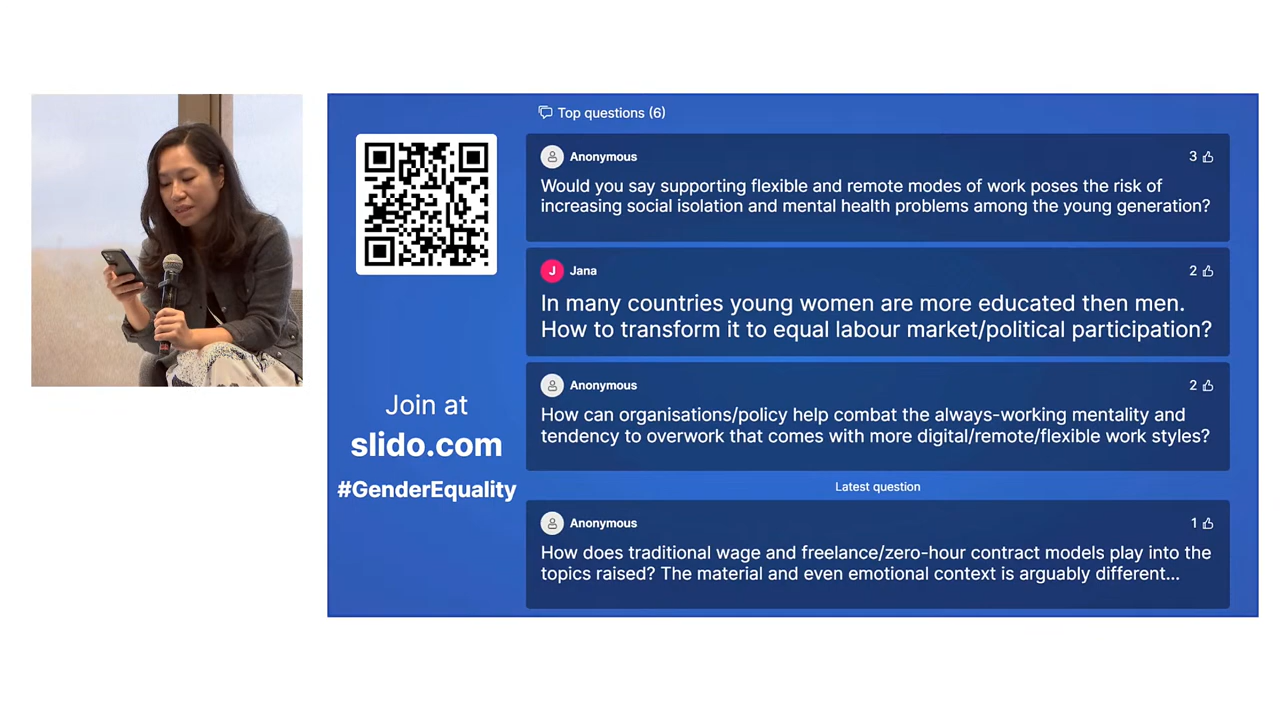 Top questions (6)
Anonymous
3
Would you say supporting flexible and remote modes of work poses the risk of
increasing social isolation and mental health problems among the young generation?
J Jana
2
In many countries young women are more educated then men.
How to transform it to equal labour market/political participation?
Anonymous
2
How can organisations/policy help combat the always-working mentality and
tendency to overwork that comes with more digital/remote/flexible work styles?
Latest question
Anonymous
1
How does traditional wage and freelance/zero-hour contract models play into the
topics raised? The material and even emotional context is arguably different...
Join at
slido.com
#GenderEquality